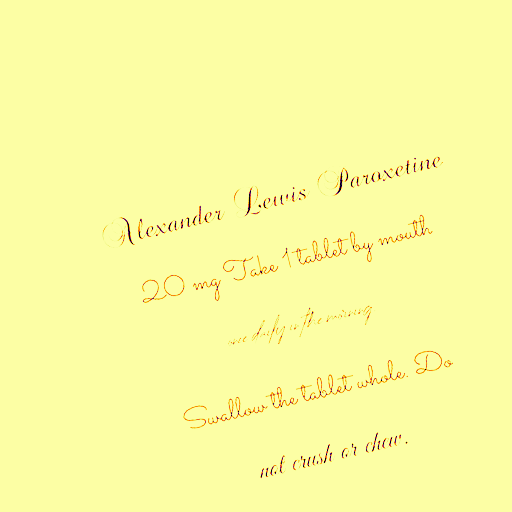 Alexander Lewis Paroxetine
20 mg Take 1 tablet by mouth
once daily in the morning
Swallow the tablet whole. Do
not crush or chew.